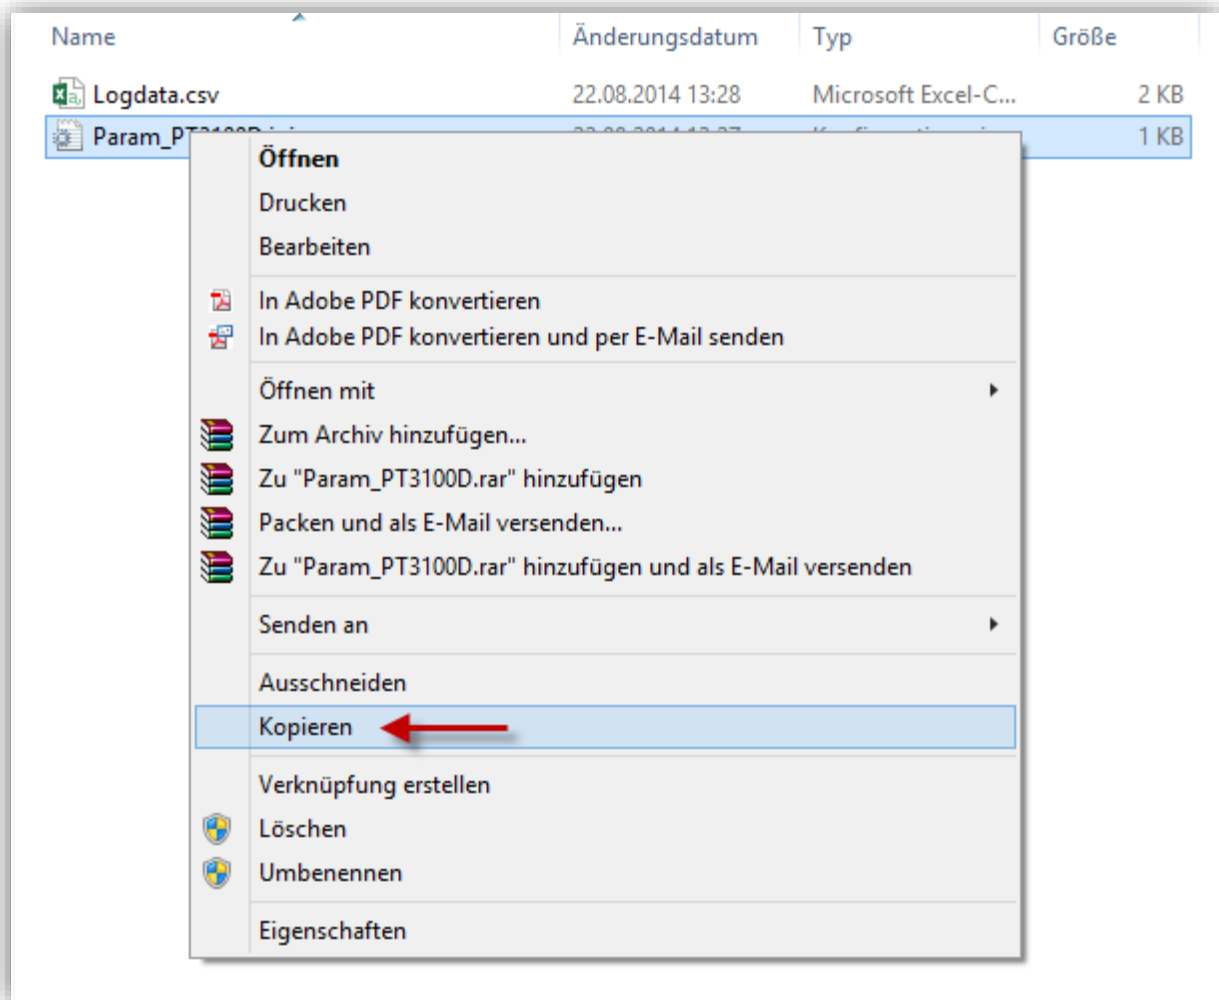 Name Änderungsdatum Typ Größe
Logdata.csv 22.08.2014 13:28 Microsoft Excel-C... 2 KB
1 KB
Öffnen
Drucken
Bearbeiten
In Adobe PDF konvertieren
In Adobe PDF konvertieren und per E-Mail senden
Öffnen mit
Zum Archiv hinzufügen...
Zu "Param_PT3100D.rar" hinzufügen
Packen und als E-Mail versenden...
Zu "Param_PT3100D.rar" hinzufügen und als E-Mail versenden
Senden an
Ausschneiden
Kopieren
Verknüpfung erstellen
Löschen
Umbenennen
Eigenschaften